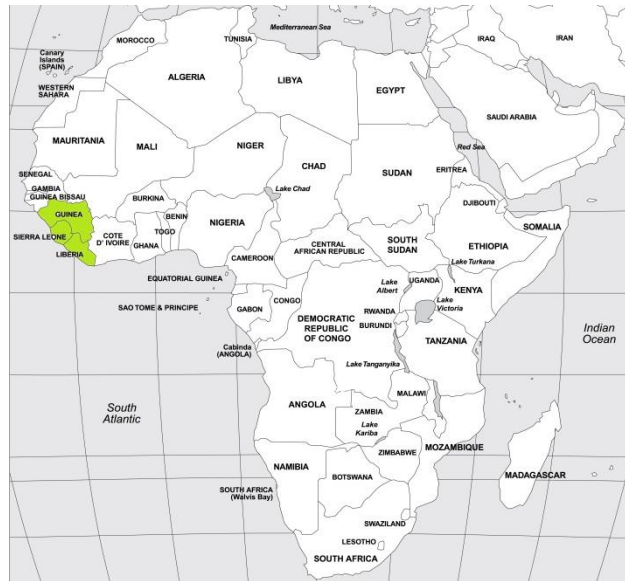 Mediterranean Sea
Canary
Islands
(SPAIN)
MOROCCO
TUNISIA
IRAQ
IRAN
ALGERIA
LIBYA
EGYPT
WESTERN
SAHARA
SAUDI ARABIA
MAURITANIA
MALI
NIGER
Red Sea
CHAD
SUDAN
ERITREA
SENEGAL
GAMBIA
GUINEA BISSAU
BURKINA
Lake Chad
DJIBOUTI
GUINEA
BENIN
NIGERIA
SOMALIA
SIERRA LEONE
COTE
D' IVOIRE
TOGO
GHANA
CENTRAL
AFRICAN REPUBLIC
SOUTH
SUDAN
ETHIOPIA
LIBERIA
CAMEROON
Lake Turkana
EQUATORIAL GUINEA
Lake
Albert
UGANDA
KENYA
SAO TOME & PRINCIPE
GABON
CONGO
DEMOCRATIC
REPUBLIC
OF CONGO
RWANDA
BURUNDI
Lake
Victoria
Indian
Ocean
TANZANIA
Cabinda
(ANGOLA)
Lake Tanganyika
South
Atlantic
ANGOLA
MALAWI
ZAMBIA
Lake
Kariba
MOZAMBIQUE
ZIMBABWE
NAMIBIA
BOTSWANA
MADAGASCAR
SOUTH AFRICA
(Walvis Bay)
SWAZILAND
LESOTHO
SOUTH AFRICA